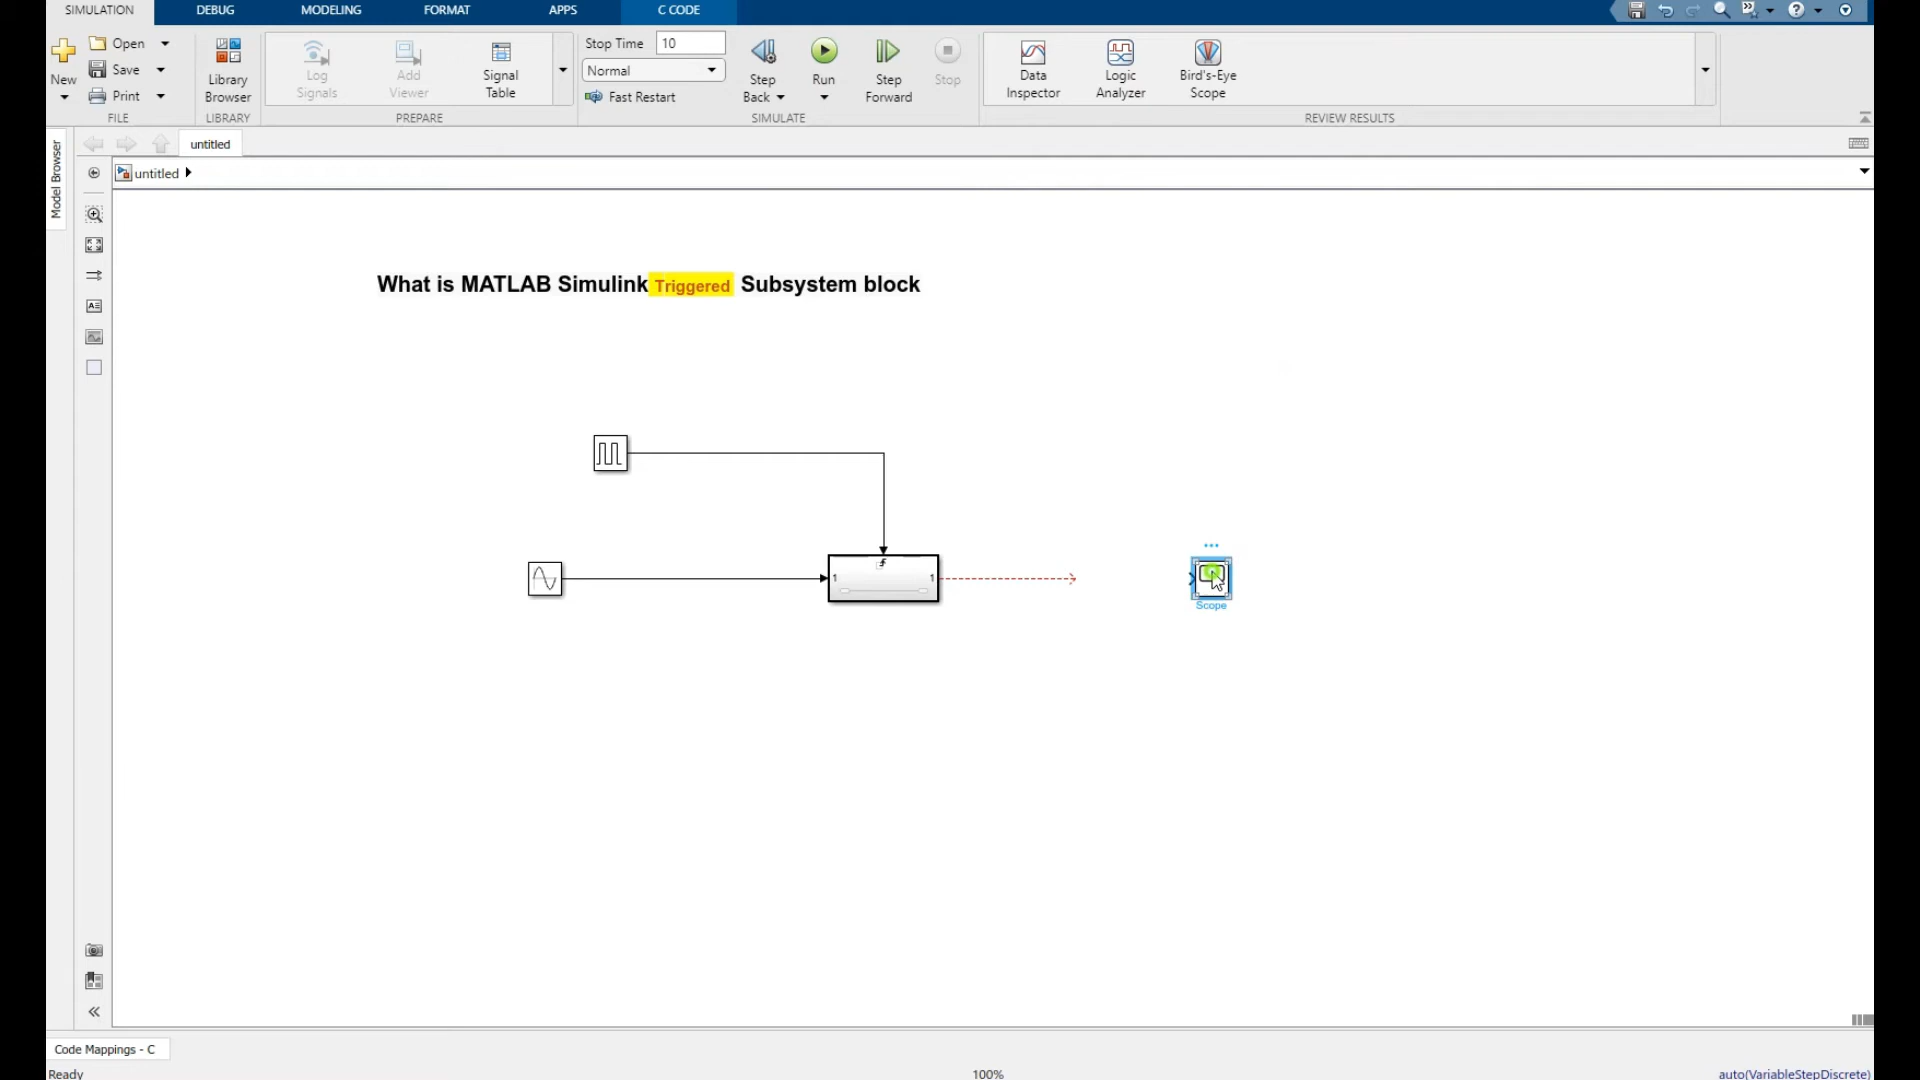 SIMULATION DEBUG MODELING FORMAT APPS C CODE
New Open Save Print FILE
Library Browser LIBRARY
Log Signals Add Viewer Signal Table PREPARE
Stop Time 10
Normal
Fast Restart
Step Back Run Step Forward Stop SIMULATE
Data Inspector Logic Analyzer Bird's-Eye Scope REVIEW RESULTS
untitled
untitled
Model Browser
What is MATLAB Simulink Triggered Subsystem block
1 1
Scope
Code Mappings - C
Ready 100% auto(VariableStepDiscrete)